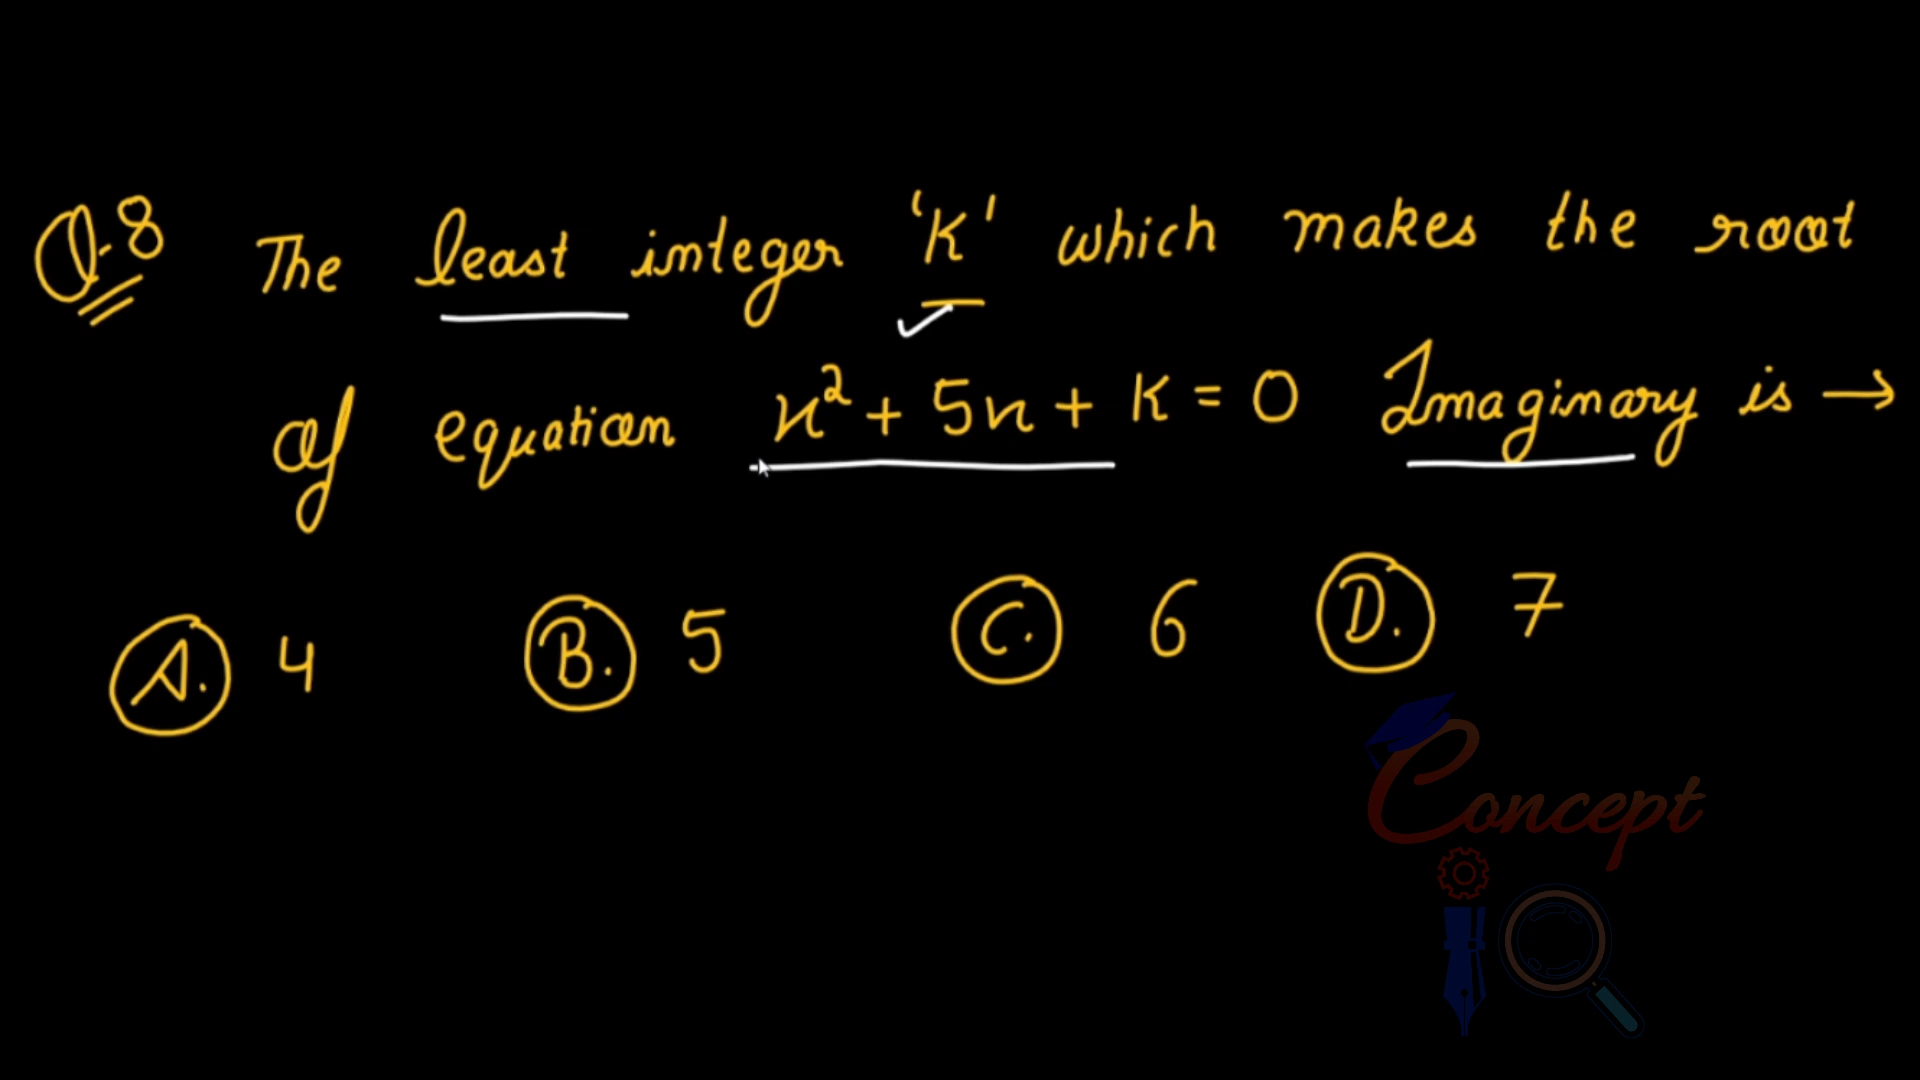 Q.8 The least integer 'K' which makes the root
of equation x² + 5x + K = 0 Imaginary is →
A. 4 B. 5 C. 6 D. 7
Concept